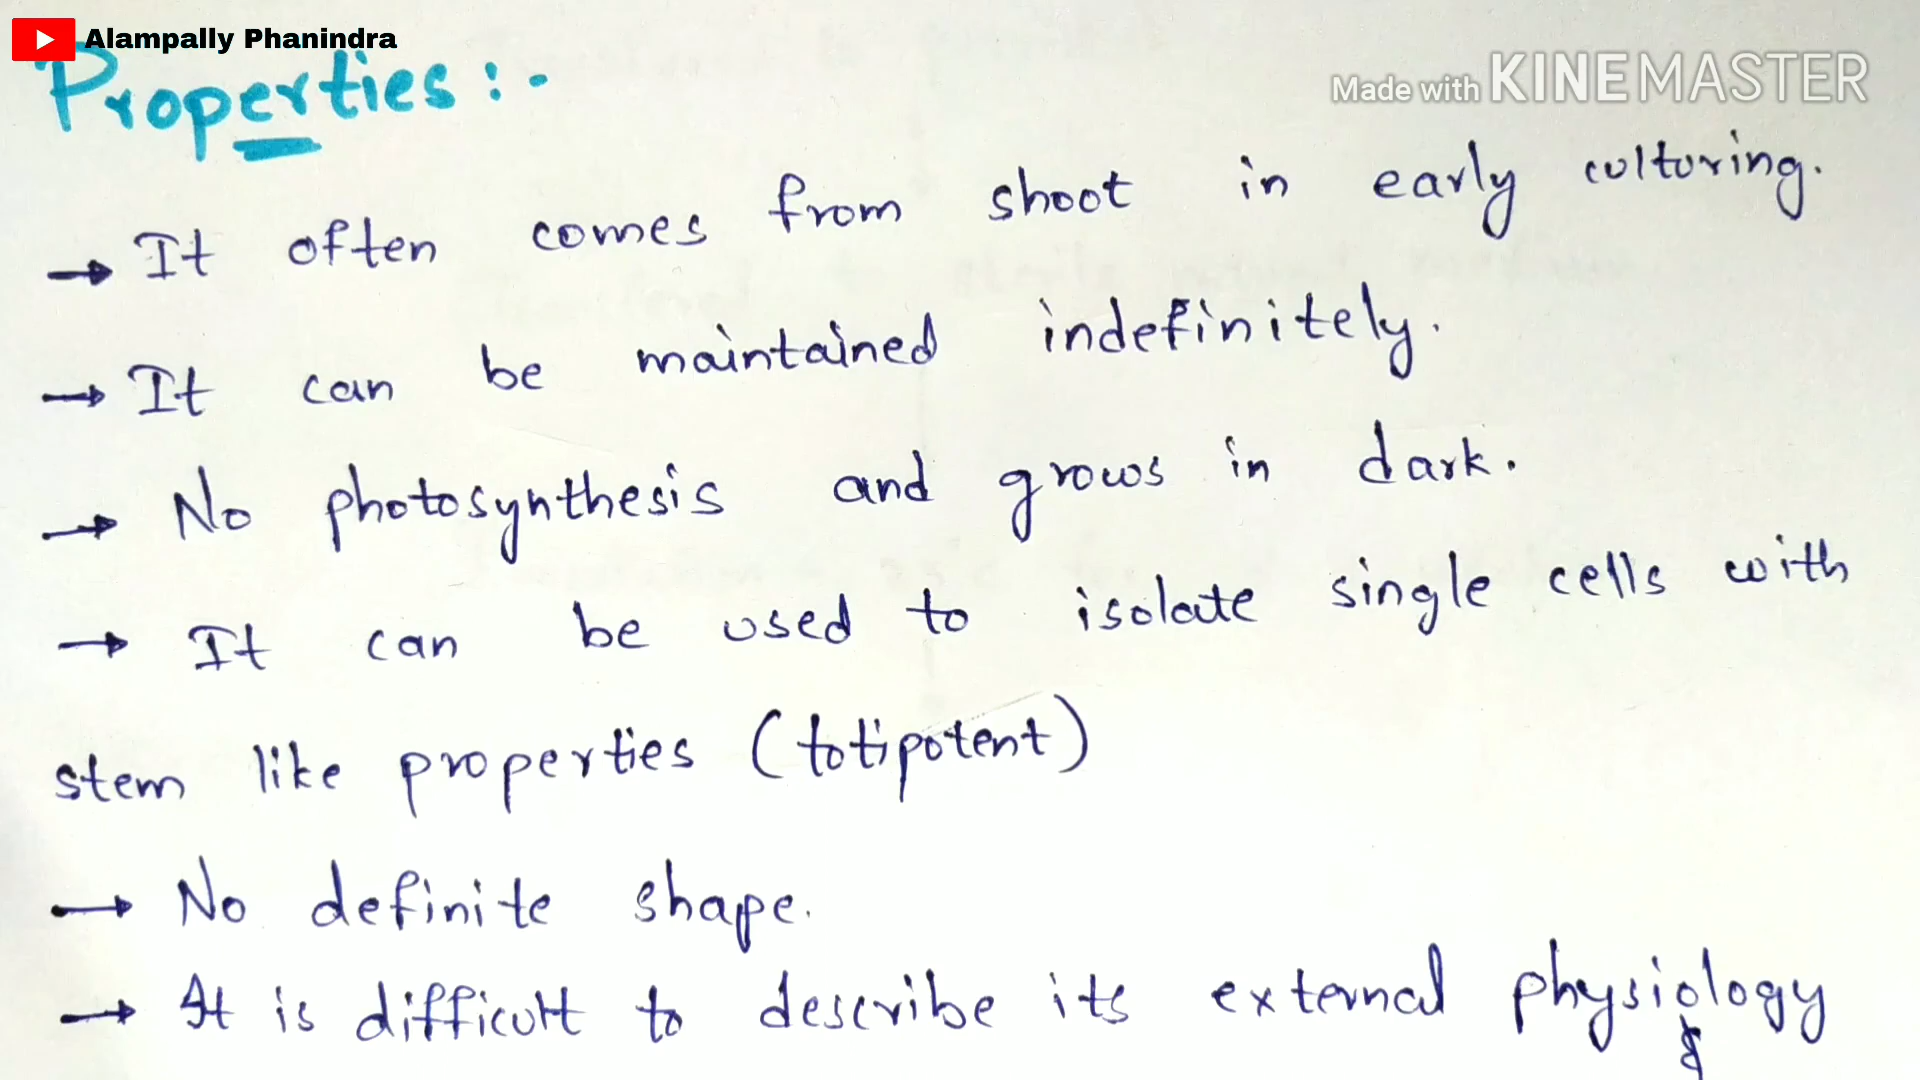 Alampally Phanindra
Made with KINEMASTER
Properties :-
→ It often comes from shoot in early culturing.
→ It can be maintained indefinitely.
→ No photosynthesis and grows in dark.
→ It can be used to isolate single cells with
stem like properties (totipotent)
→ No definite shape.
→ It is difficult to describe its external physiology